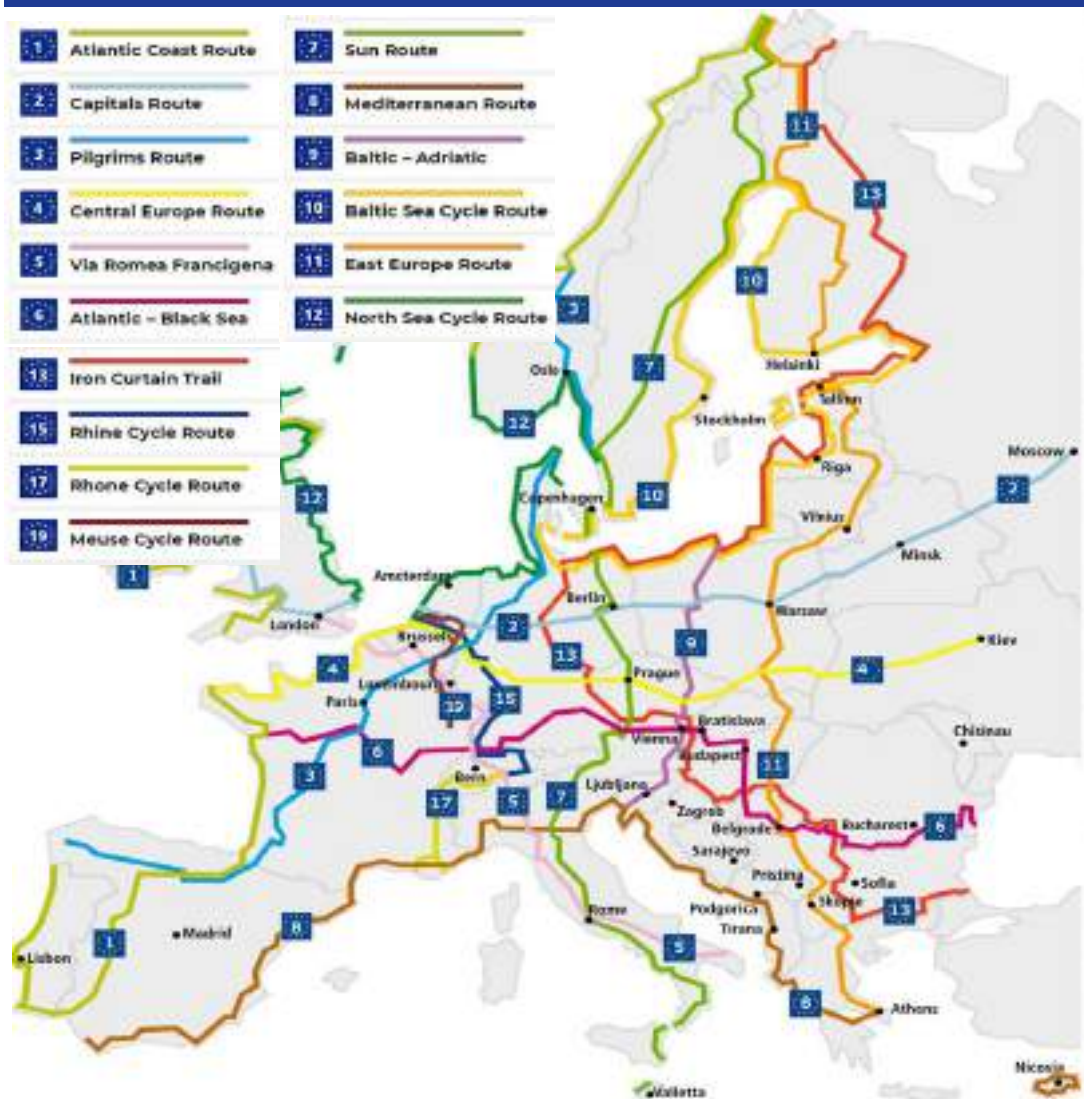 1 Atlantic Coast Route
2 Capitals Route
3 Pilgrims Route
4 Central Europe Route
5 Via Romea Francigena
6 Atlantic – Black Sea
13 Iron Curtain Trail
15 Rhine Cycle Route
17 Rhone Cycle Route
19 Meuse Cycle Route
7 Sun Route
8 Mediterranean Route
9 Baltic – Adriatic
10 Baltic Sea Cycle Route
11 East Europe Route
12 North Sea Cycle Route
11
13
10
3
Oslo
7
Helsinki
Tallinn
12
Stockholm
Moscow
Riga
12
Copenhagen
10
2
Vilnius
Minsk
1
Amsterdam
Berlin
Warsaw
London
Brussels
2
13
9
Kiev
4
4
Luxembourg
Prague
Paris
19
15
Vienna
Bratislava
Chisinau
6
Budapest
3
Bern
11
17
5
7
Ljubljana
Zagreb
Belgrade
Bucharest
6
Sarajevo
Pristina
Sofia
Skopje
Podgorica
13
Rome
Tirana
8
Madrid
1
Lisbon
5
8
Athens
Nicosia
Valletta